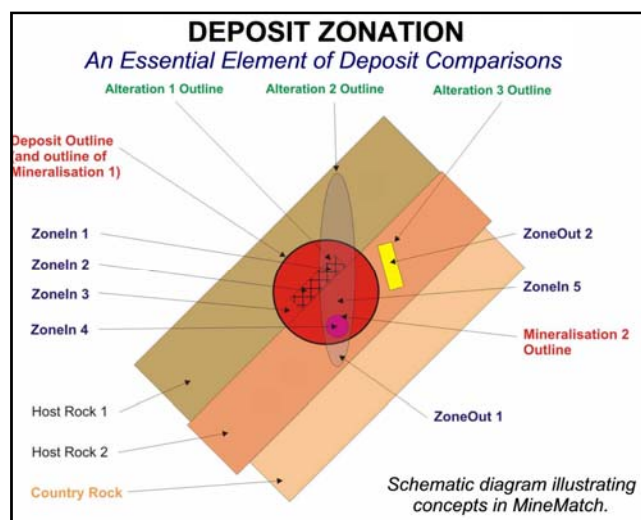 DEPOSIT ZONATION
An Essential Element of Deposit Comparisons
Alteration 1 Outline
Alteration 2 Outline
Alteration 3 Outline
Deposit Outline
(and outline of
Mineralisation 1)
ZoneIn 1
ZoneIn 2
ZoneIn 3
ZoneIn 4
ZoneOut 2
ZoneIn 5
Mineralisation 2
Outline
ZoneOut 1
Host Rock 1
Host Rock 2
Country Rock
Schematic diagram illustrating
concepts in MineMatch.